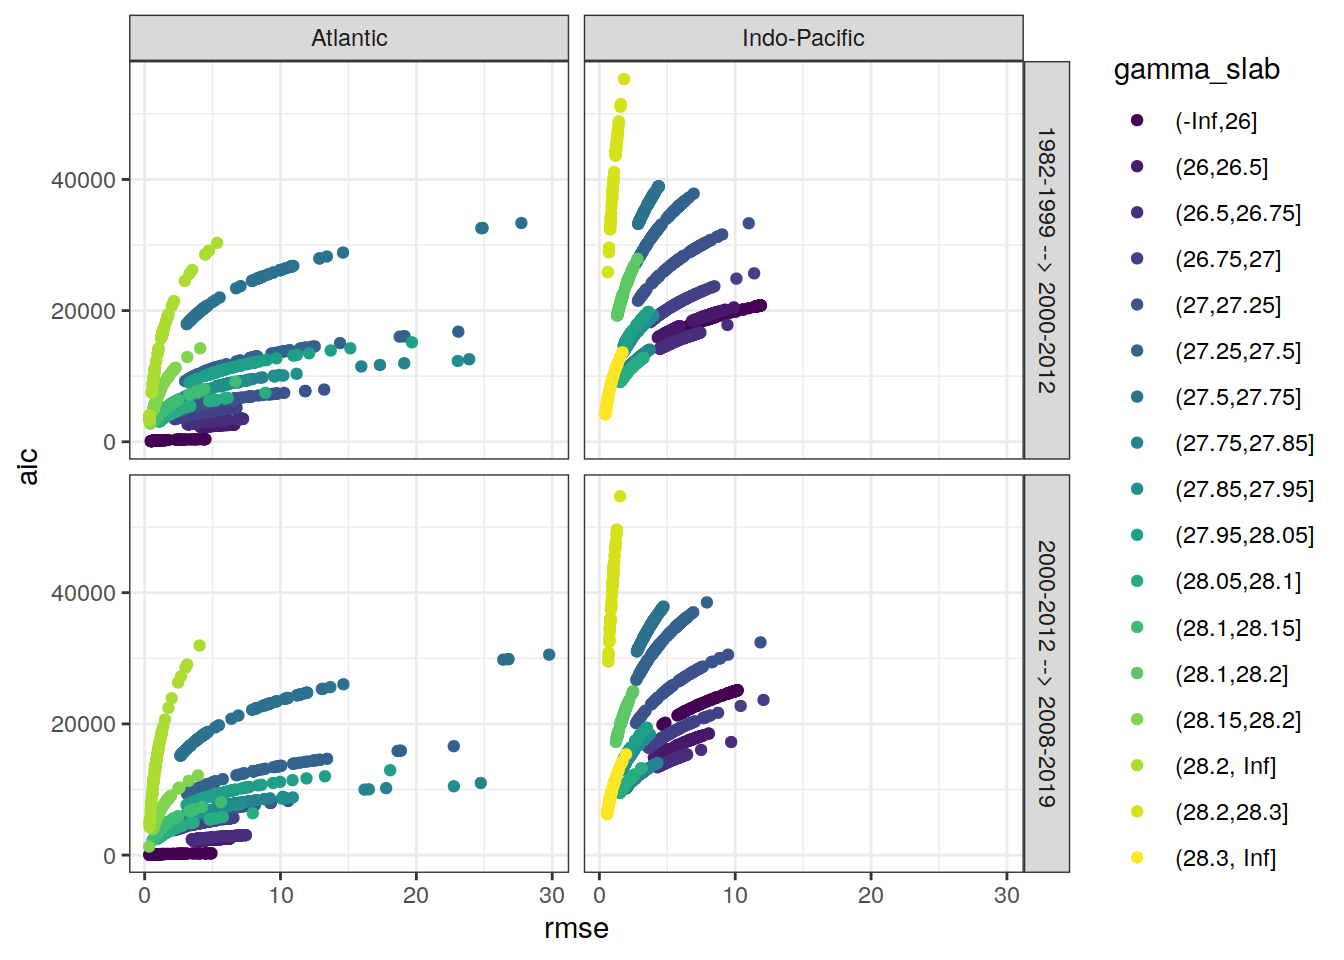 Atlantic
Indo-Pacific
gamma_slab
(-Inf,26]
(26,26.5]
(26.5,26.75]
(26.75,27]
(27,27.25]
(27.25,27.5]
(27.5,27.75]
(27.75,27.85]
(27.85,27.95]
(27.95,28.05]
(28.05,28.1]
(28.1,28.15]
(28.1,28.2]
(28.15,28.2]
(28.2, Inf]
(28.2,28.3]
(28.3, Inf]
1982-1999 --> 2000-2012
2000-2012 --> 2008-2019
aic
40000
20000
0
40000
20000
0
0
10
20
30
0
10
20
30
rmse